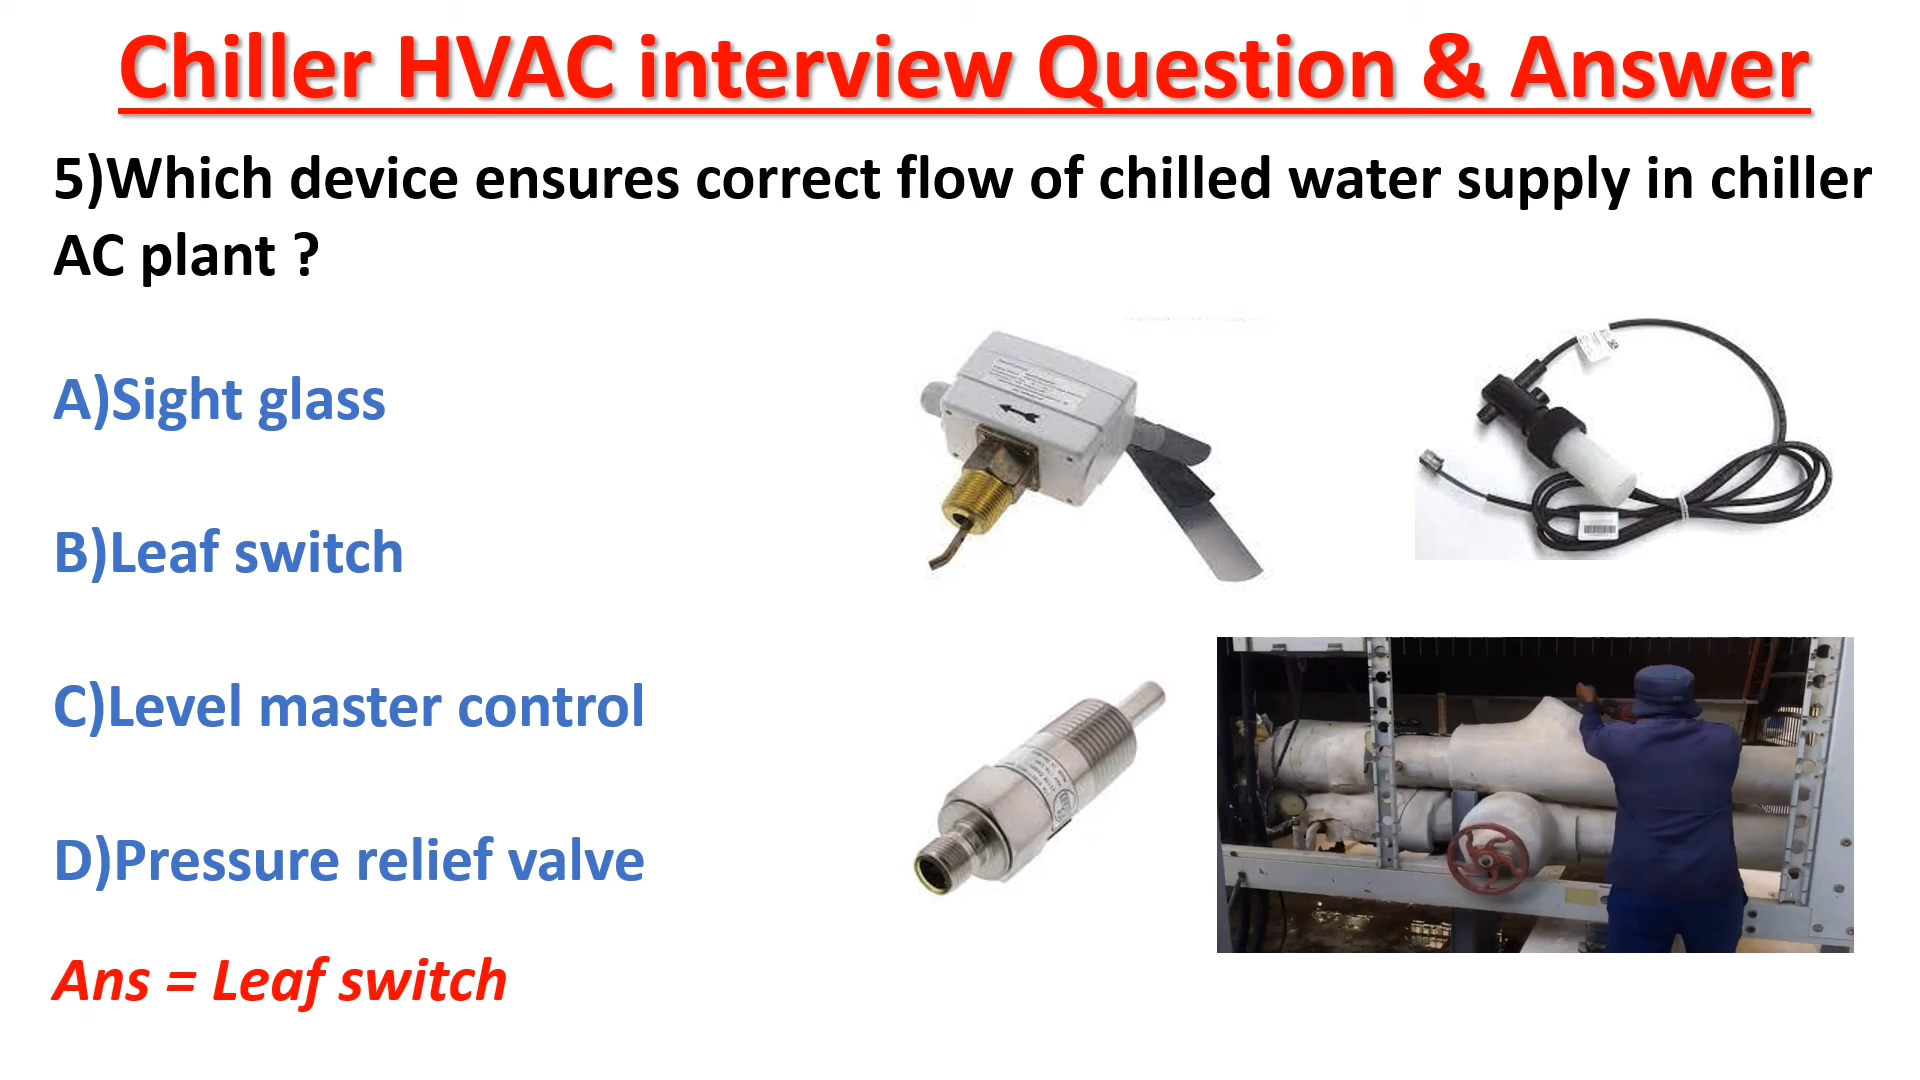 Chiller HVAC interview Question & Answer
5)Which device ensures correct flow of chilled water supply in chiller
AC plant ?
A)Sight glass
B)Leaf switch
C)Level master control
D)Pressure relief valve
Ans = Leaf switch